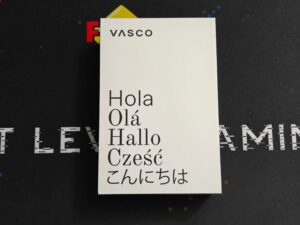 VASCO
Hola
Olá
Hallo
Cześć
こんにちは